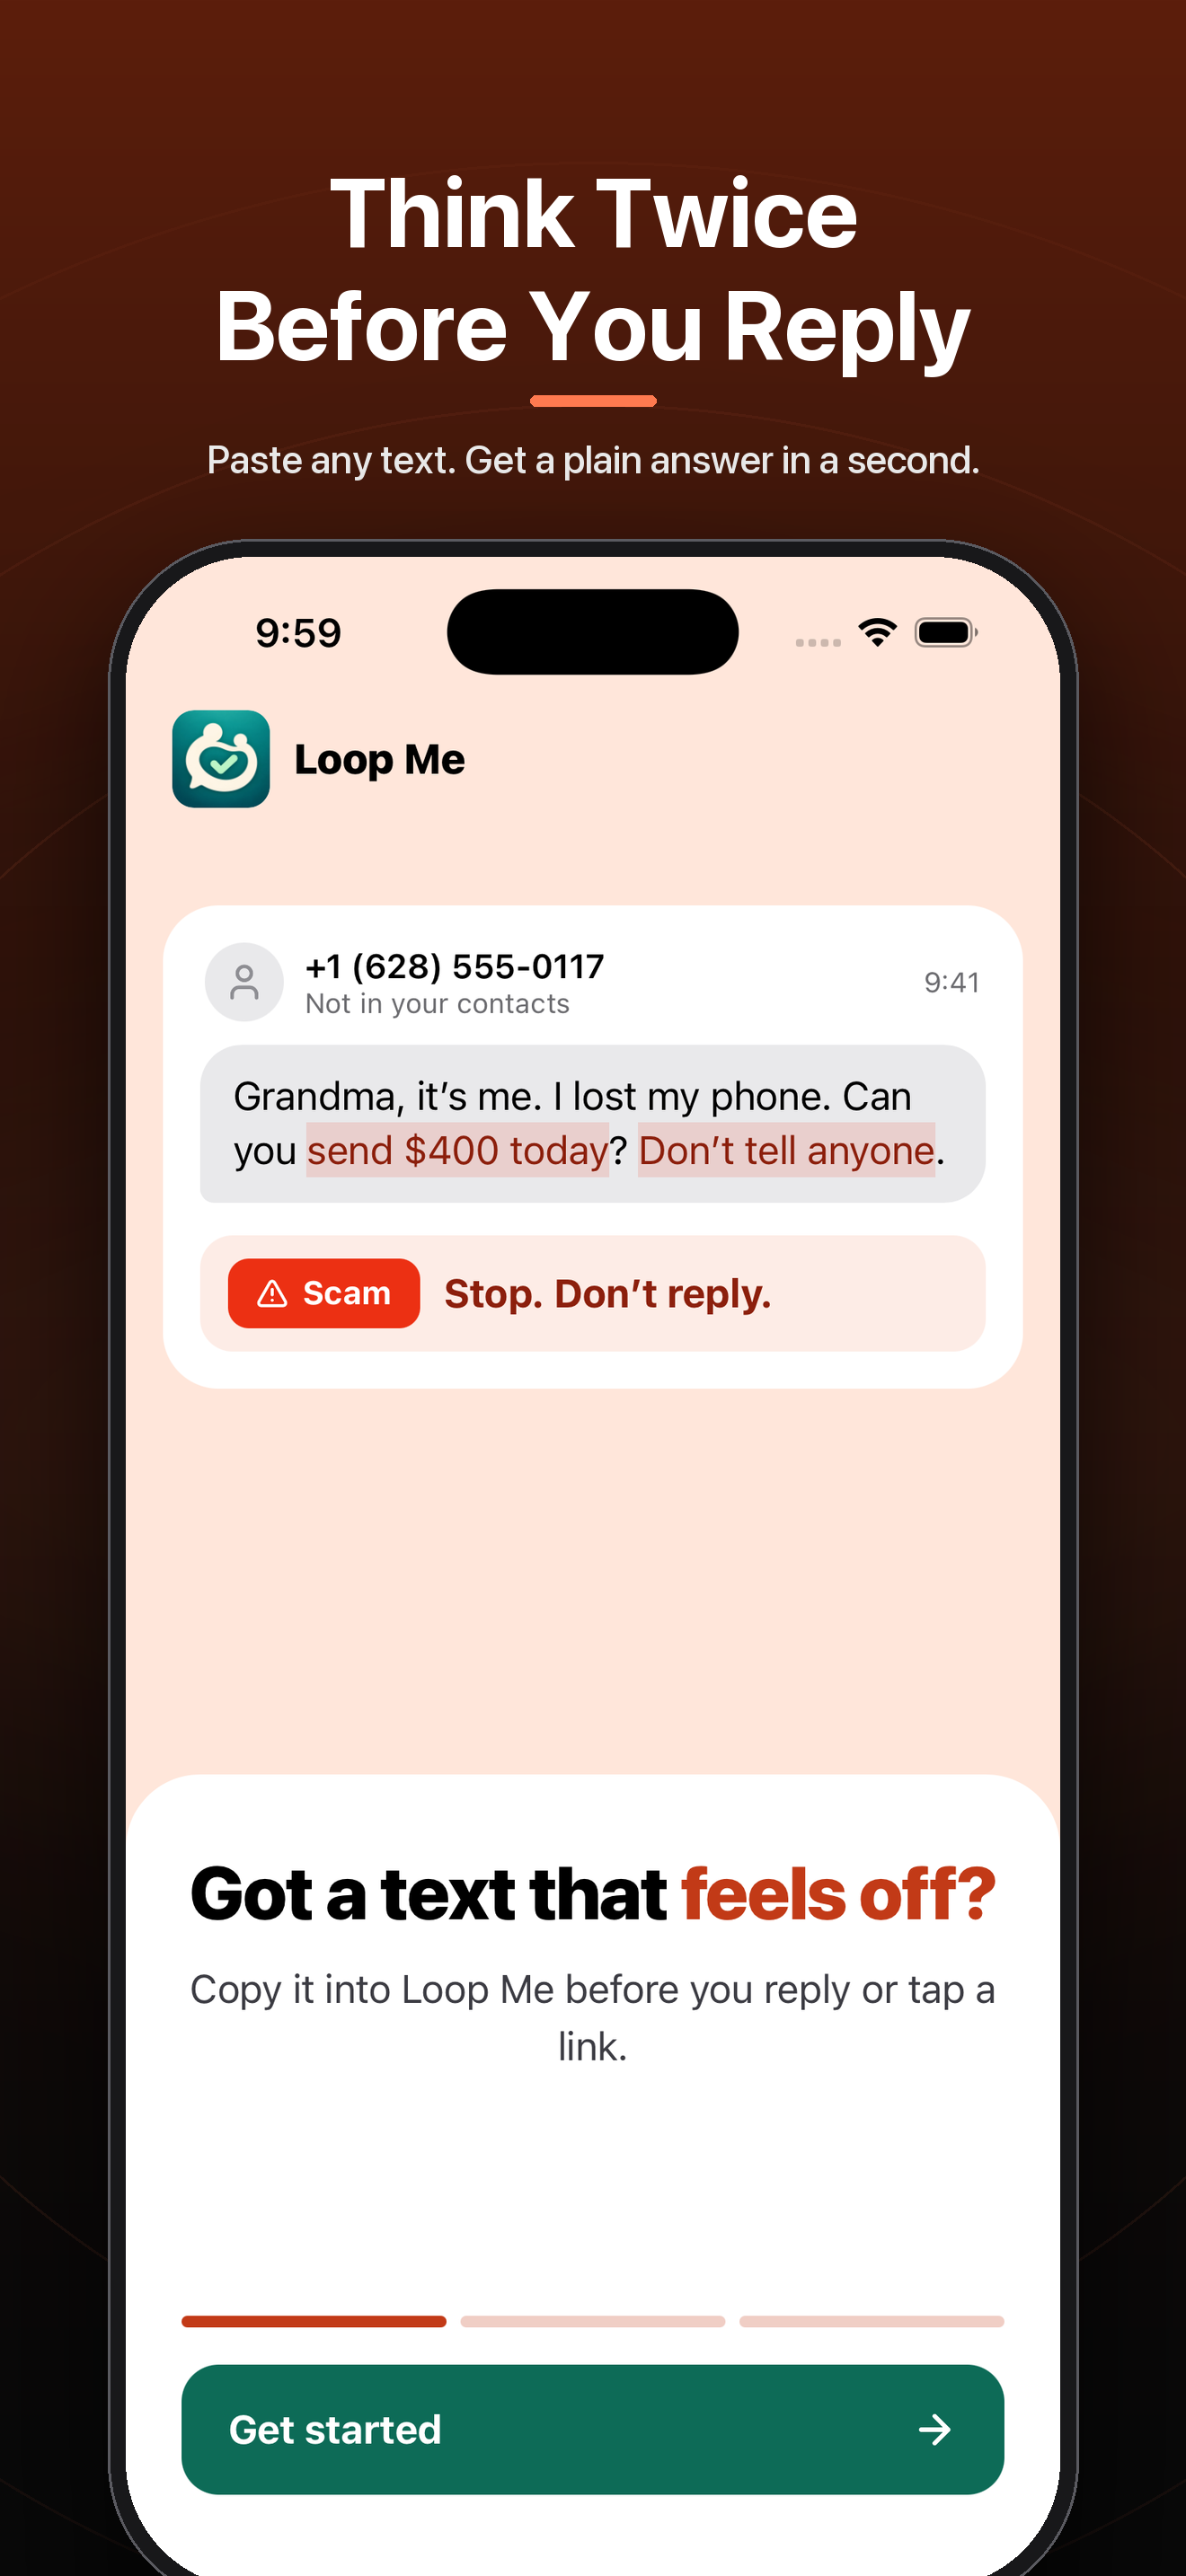 Think Twice
Before You Reply
Paste any text. Get a plain answer in a second.
9:59
Loop Me
+1 (628) 555-0117
Not in your contacts
9:41
Grandma, it’s me. I lost my phone. Can
you send $400 today? Don’t tell anyone.
Scam
Stop. Don’t reply.
Got a text that feels off?
Copy it into Loop Me before you reply or tap a
link.
Get started